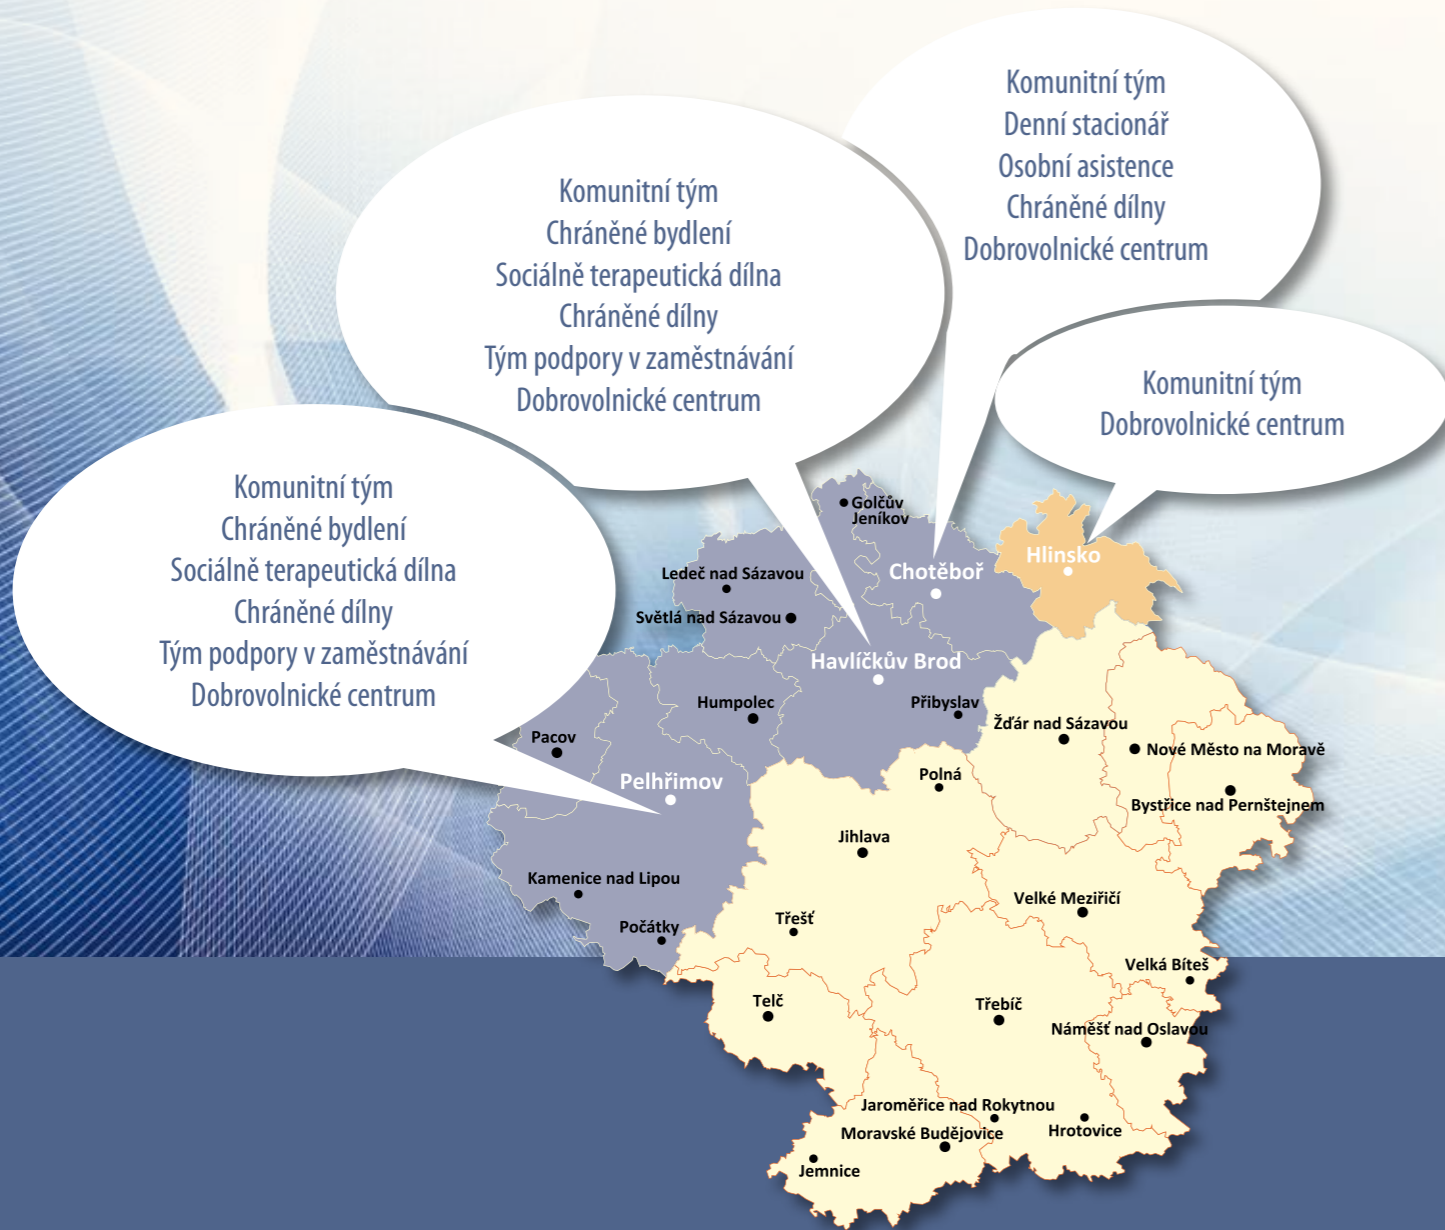 Komunitní tým
Denní stacionář
Osobní asistence
Chráněné dílny
Dobrovolnické centrum
Komunitní tým
Chráněné bydlení
Sociálně terapeutická dílna
Chráněné dílny
Tým podpory v zaměstnávání
Dobrovolnické centrum
Komunitní tým
Dobrovolnické centrum
Komunitní tým
Chráněné bydlení
Sociálně terapeutická dílna
Chráněné dílny
Tým podpory v zaměstnávání
Dobrovolnické centrum
Golčův
Jeníkov
Hlinsko
Chotěboř
Ledeč nad Sázavou
Světlá nad Sázavou
Havlíčkův Brod
Humpolec
Přibyslav
Žďár nad Sázavou
Pacov
Nové Město na Moravě
Pelhřimov
Polná
Bystřice nad Pernštejnem
Jihlava
Kamenice nad Lipou
Velké Meziříčí
Třešť
Počátky
Velká Bíteš
Telč
Třebíč
Náměšť nad Oslavou
Jaroměřice nad Rokytnou
Moravské Budějovice
Hrotovice
Jemnice